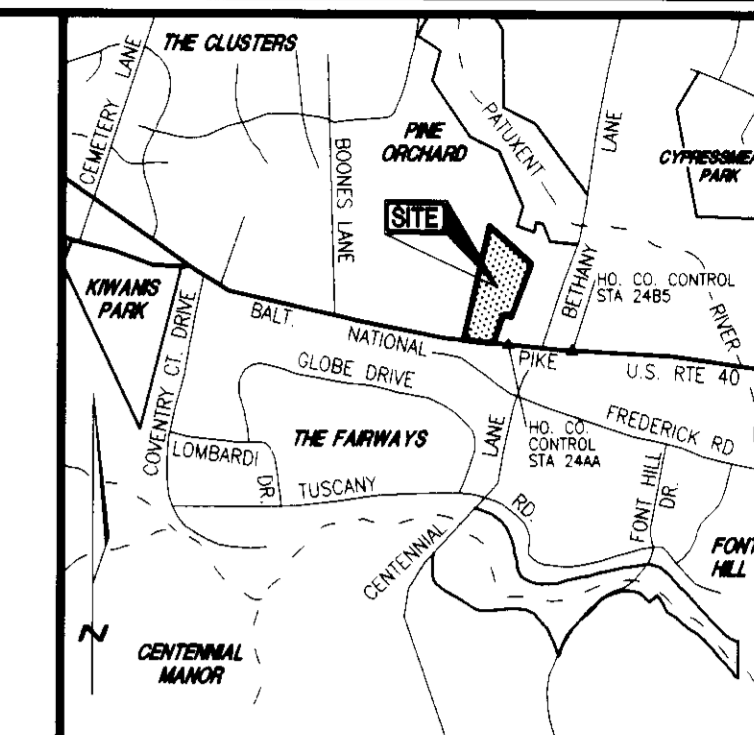 THE CLUSTERS
CEMETERY LANE
BOONES LANE
PINE
ORCHARD
PATUXENT
LANE
PARK
SITE
BETHANY
HO. CO. CONTROL
STA 24B5
RIVER
KIWANIS
PARK
COVENTRY CT. DRIVE
BALT.
NATIONAL
PIKE
U.S. RTE 40
GLOBE DRIVE
FREDERICK RD
THE FAIRWAYS
LANE
HO. CO.
CONTROL
STA 24AA
LOMBARDI
DR.
TUSCANY
RD.
FONT HILL
DR.
CENTENNIAL
FONT
HILL
N
CENTENNIAL
MANOR